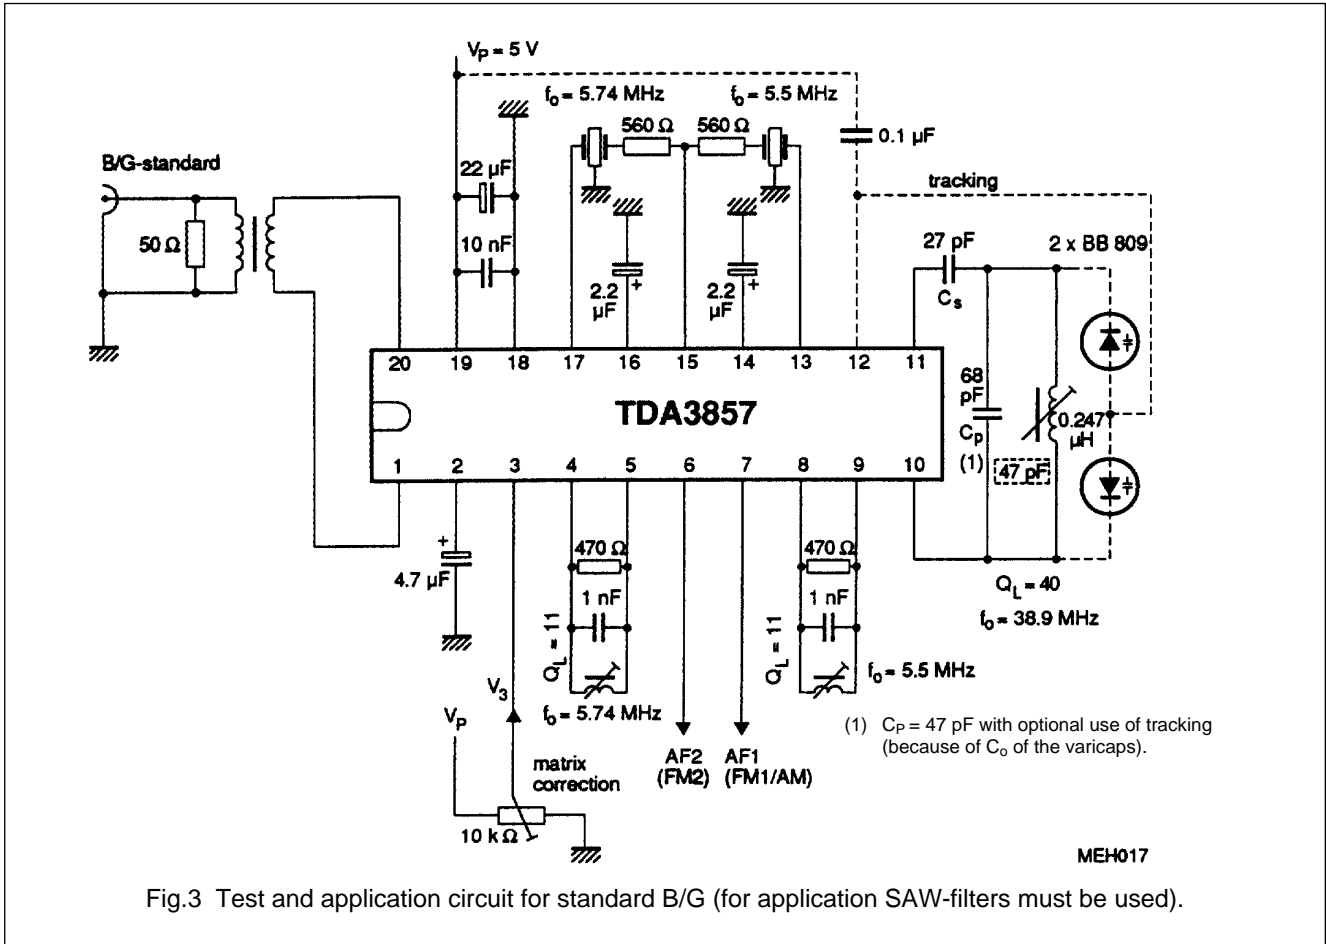 V_P = 5 V
f_o = 5.74 MHz
f_o = 5.5 MHz
560 Ω
560 Ω
0.1 µF
B/G-standard
22 µF
tracking
50 Ω
10 nF
2.2 µF
2.2 µF
27 pF
C_s
2 x BB 809
20 19 18 17 16 15 14 13 12 11
TDA3857
68 pF
C_p
(1)
0.247 µH
47 pF
1 2 3 4 5 6 7 8 9 10
+
+
+
4.7 µF
470 Ω
470 Ω
1 nF
1 nF
Q_L = 11
Q_L = 11
Q_L = 40
f_o = 38.9 MHz
V_3
f_o = 5.74 MHz
f_o = 5.5 MHz
V_P
matrix
correction
10 k Ω
AF2
(FM2)
AF1
(FM1/AM)
(1) C_P = 47 pF with optional use of tracking
(because of C_o of the varicaps).
MEH017
Fig.3 Test and application circuit for standard B/G (for application SAW-filters must be used).